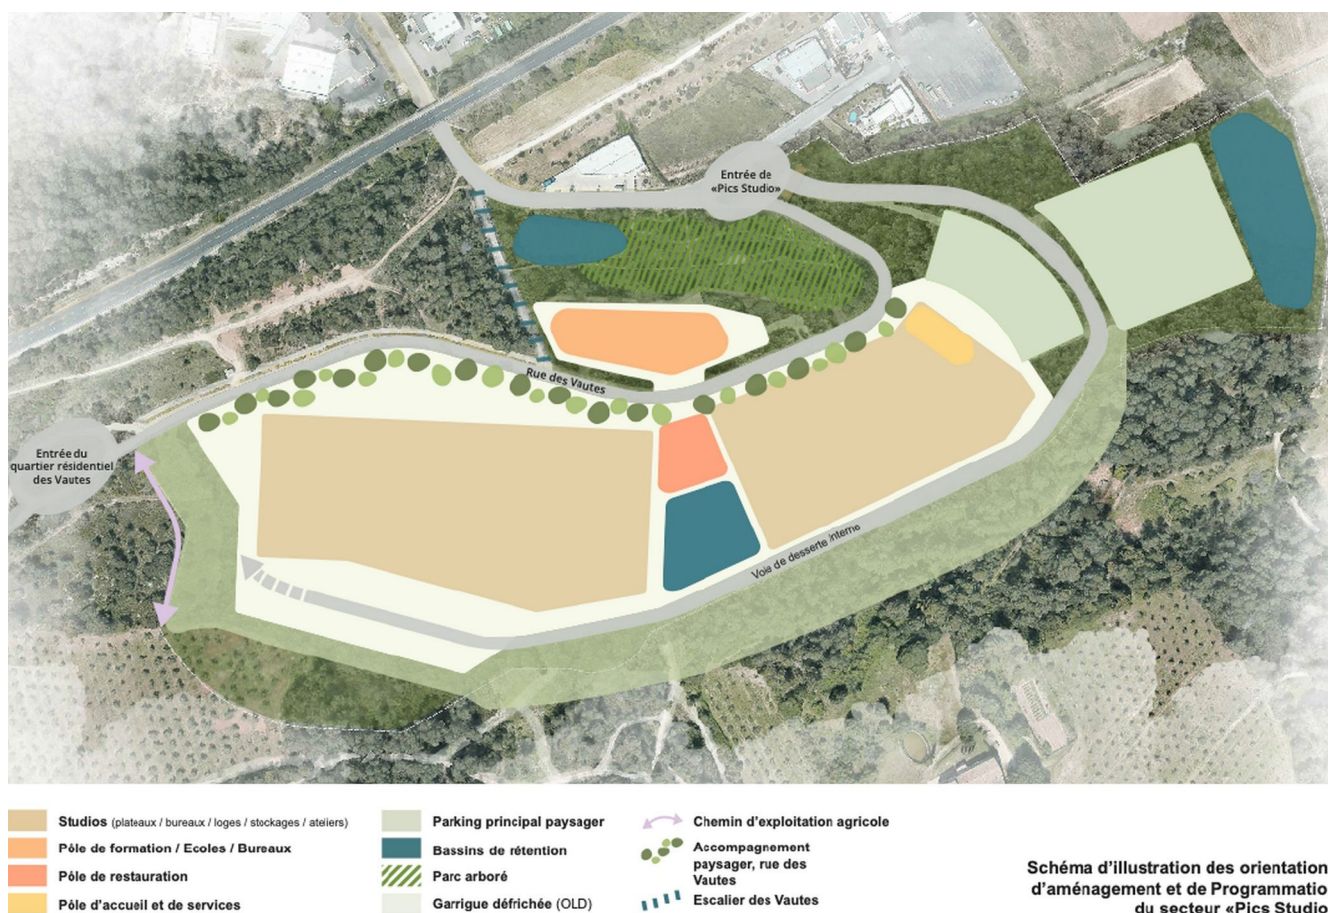 Entrée de
«Pics Studio»
Rue des Vautes
Entrée du
quartier résidentiel
des Vautes
Voie de desserte interne
Studios (plateaux / bureaux / loges / stockages / ateliers)
Pôle de formation / Ecoles / Bureaux
Pôle de restauration
Pôle d'accueil et de services
Parking principal paysager
Bassins de rétention
Parc arboré
Garrigue défrichée (OLD)
Chemin d'exploitation agricole
Accompagnement
paysager, rue des
Vautes
Escalier des Vautes
Schéma d'illustration des orientation
d'aménagement et de Programmatio
du secteur «Pics Studio